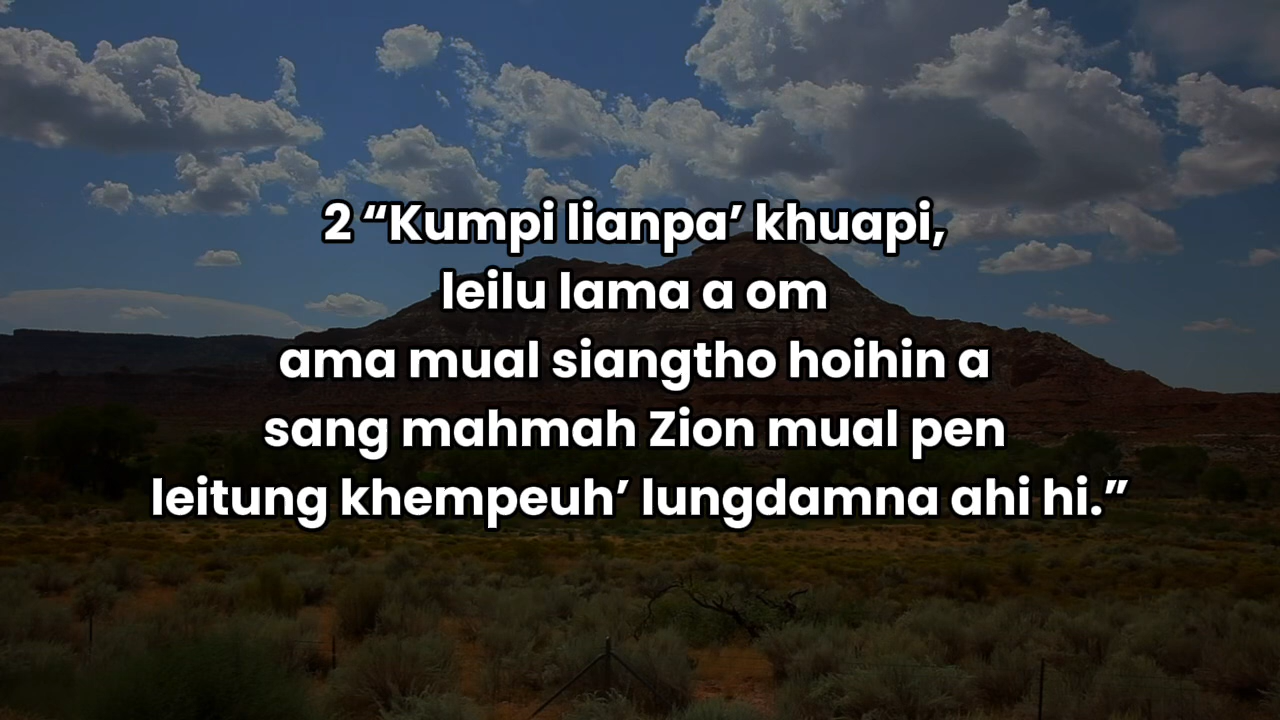 2 “Kumpi lianpa’ khuapi,
leilu lama a om
ama mual siangtho hoihin a
sang mahmah Zion mual pen
leitung khempeuh’ lungdamna ahi hi.”